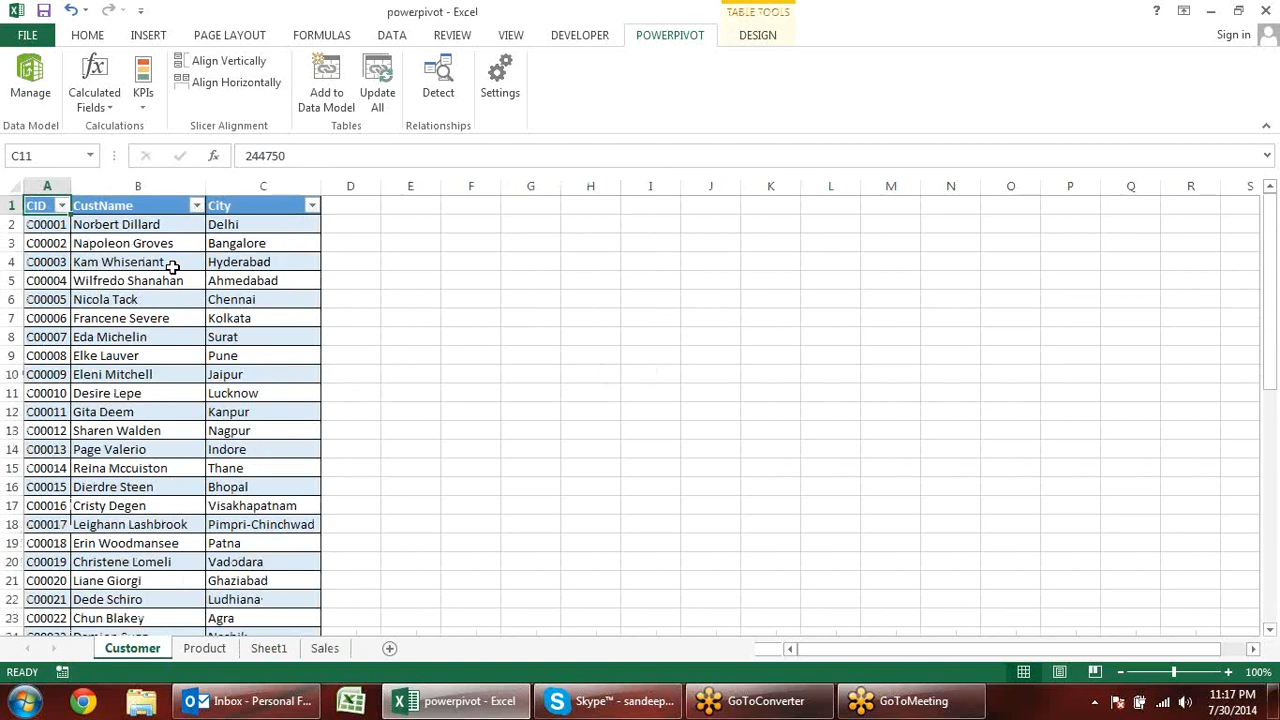 powerpivot - Excel
TABLE TOOLS
?
FILE HOME INSERT PAGE LAYOUT FORMULAS DATA REVIEW VIEW DEVELOPER POWERPIVOT DESIGN Sign in
Manage
Calculated Fields
KPIs
Align Vertically
Align Horizontally
Add to Data Model
Update All
Detect
Settings
Data Model Calculations Slicer Alignment Tables Relationships
C11 fx 244750
A B C D E F G H I J K L M N O P Q R S
1 CID CustName City
2 C00001 Norbert Dillard Delhi
3 C00002 Napoleon Groves Bangalore
4 C00003 Kam Whisenant Hyderabad
5 C00004 Wilfredo Shanahan Ahmedabad
6 C00005 Nicola Tack Chennai
7 C00006 Francene Severe Kolkata
8 C00007 Eda Michelin Surat
9 C00008 Elke Lauver Pune
10 C00009 Eleni Mitchell Jaipur
11 C00010 Desire Lepe Lucknow
12 C00011 Gita Deem Kanpur
13 C00012 Sharen Walden Nagpur
14 C00013 Page Valerio Indore
15 C00014 Reina Mccuiston Thane
16 C00015 Dierdre Steen Bhopal
17 C00016 Cristy Degen Visakhapatnam
18 C00017 Leighann Lashbrook Pimpri-Chinchwad
19 C00018 Erin Woodmansee Patna
20 C00019 Christene Lomeli Vadodara
21 C00020 Liane Giorgi Ghaziabad
22 C00021 Dede Schiro Ludhiana
23 C00022 Chun Blakey Agra
Customer Product Sheet1 Sales
READY 100%
Inbox - Personal F... powerpivot - Excel Skype™ - sandeep... GoToConverter GoToMeeting
11:17 PM
7/30/2014